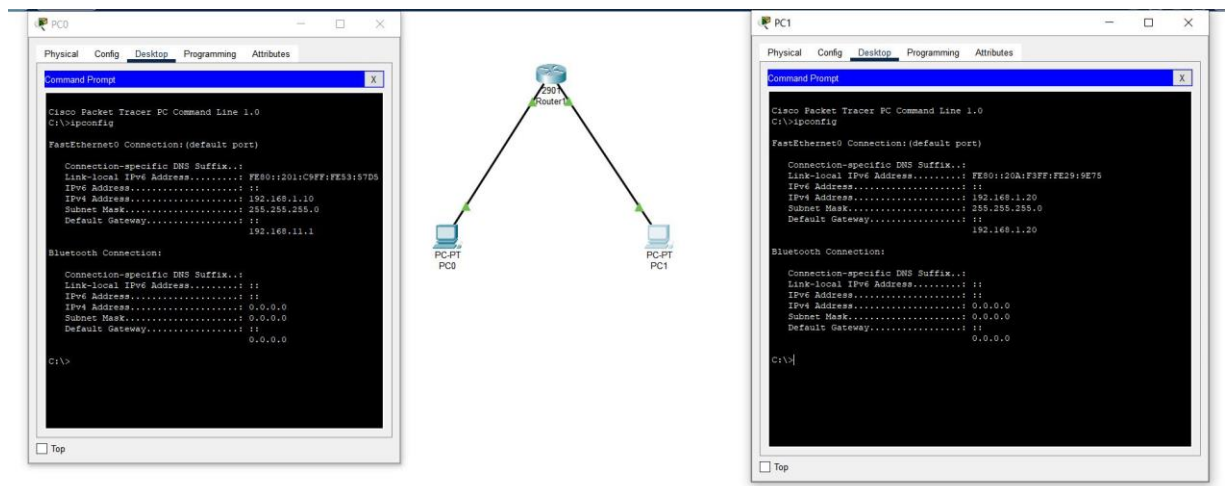 PC0
Physical Config Desktop Programming Attributes
Command Prompt X
Cisco Packet Tracer PC Command Line 1.0
C:\>ipconfig
FastEthernet0 Connection:(default port)
Connection-specific DNS Suffix..:
Link-local IPv6 Address.........: FE80::201:C9FF:FE53:57D5
IPv6 Address....................: ::
IPv4 Address....................: 192.168.1.10
Subnet Mask.....................: 255.255.255.0
Default Gateway.................: ::
192.168.11.1
Bluetooth Connection:
Connection-specific DNS Suffix..:
Link-local IPv6 Address.........: ::
IPv6 Address....................: ::
IPv4 Address....................: 0.0.0.0
Subnet Mask.....................: 0.0.0.0
Default Gateway.................: ::
0.0.0.0
C:\>
Top
2901
Router1
PC-PT
PC0
PC-PT
PC1
PC1
Physical Config Desktop Programming Attributes
Command Prompt X
Cisco Packet Tracer PC Command Line 1.0
C:\>ipconfig
FastEthernet0 Connection:(default port)
Connection-specific DNS Suffix..:
Link-local IPv6 Address.........: FE80::20A:F3FF:FE29:9E75
IPv6 Address....................: ::
IPv4 Address....................: 192.168.1.20
Subnet Mask.....................: 255.255.255.0
Default Gateway.................: ::
192.168.1.20
Bluetooth Connection:
Connection-specific DNS Suffix..:
Link-local IPv6 Address.........: ::
IPv6 Address....................: ::
IPv4 Address....................: 0.0.0.0
Subnet Mask.....................: 0.0.0.0
Default Gateway.................: ::
0.0.0.0
C:\>
Top